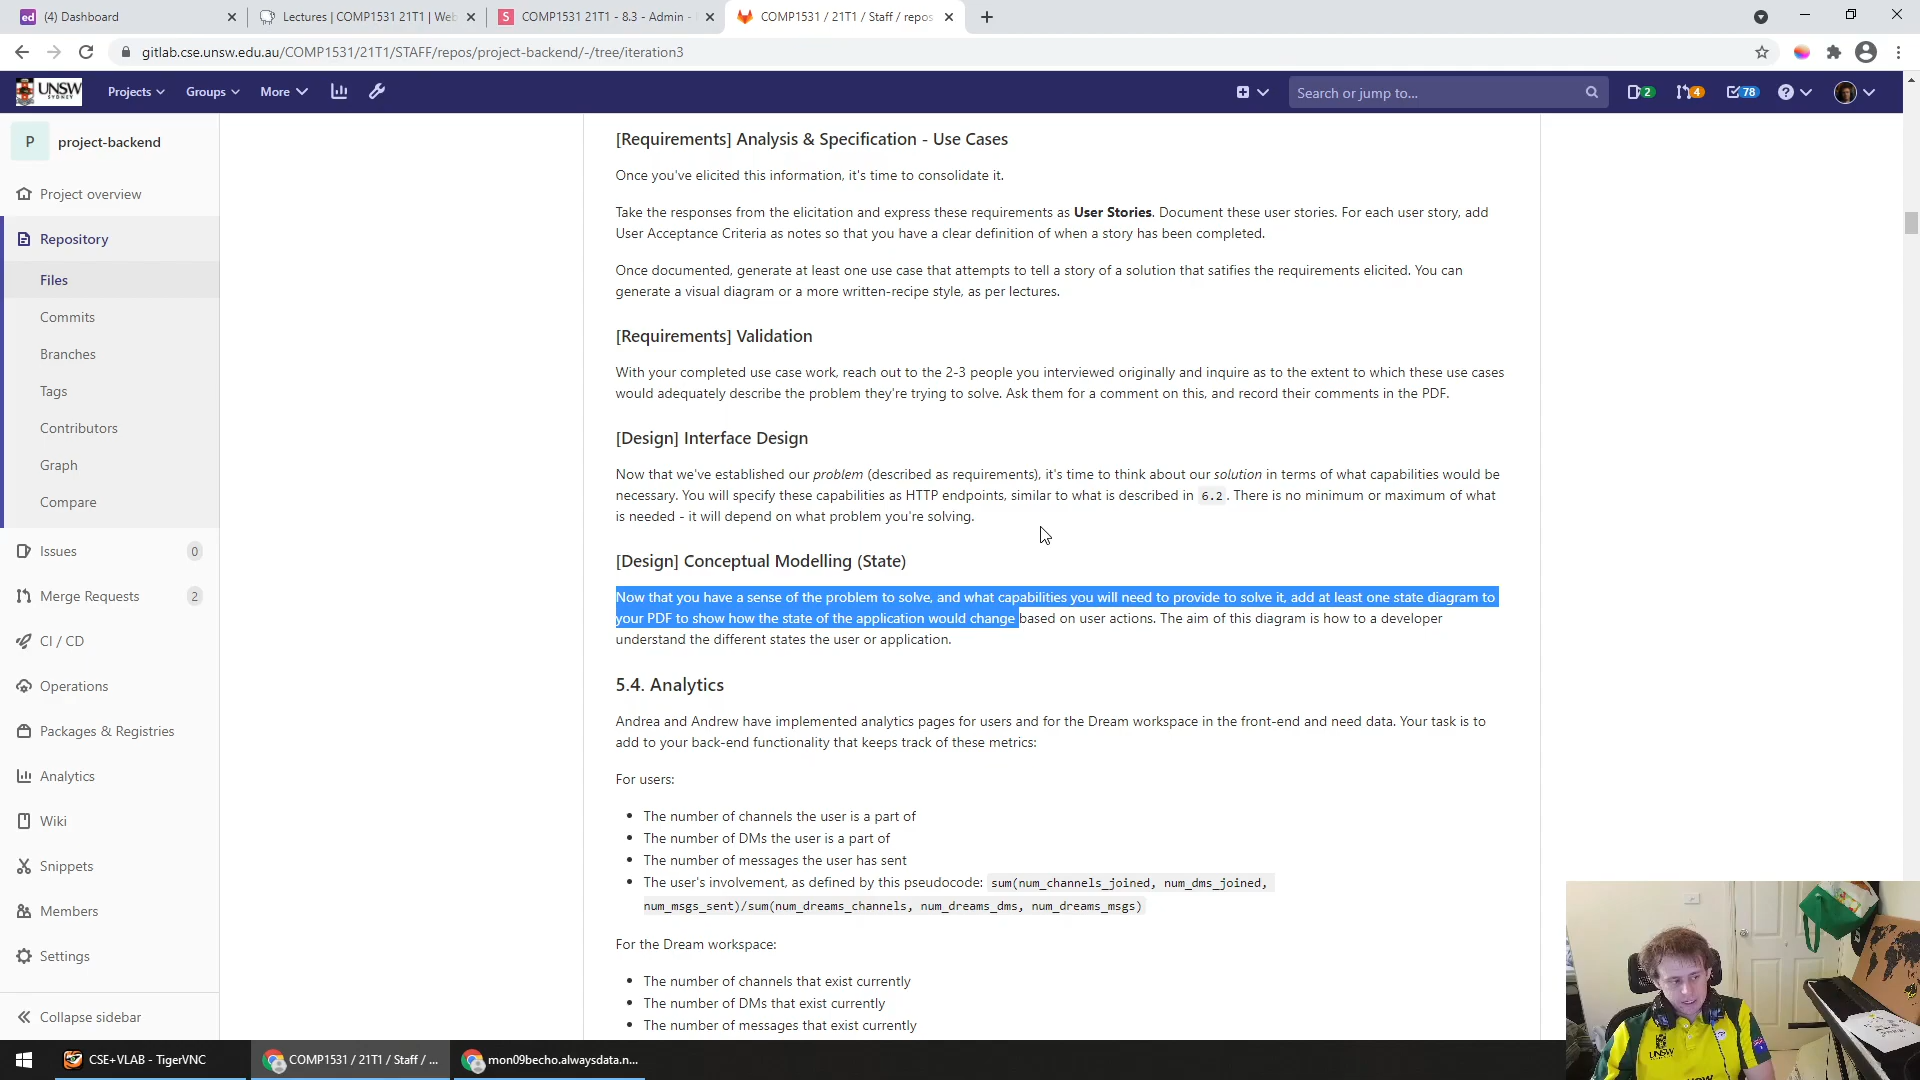 (4) Dashboard
Lectures | COMP1531 21T1 | Web
COMP1531 21T1 - 8.3 - Admin -
COMP1531 / 21T1 / Staff / repos
gitlab.cse.unsw.edu.au/COMP1531/21T1/STAFF/repos/project-backend/-/tree/iteration3
UNSW
SYDNEY
Projects
Groups
More
Search or jump to...
2
4
78
P
project-backend
Project overview
Repository
Files
Commits
Branches
Tags
Contributors
Graph
Compare
Issues
0
Merge Requests
2
CI / CD
Operations
Packages & Registries
Analytics
Wiki
Snippets
Members
Settings
Collapse sidebar
[Requirements] Analysis & Specification - Use Cases
Once you've elicited this information, it's time to consolidate it.
Take the responses from the elicitation and express these requirements as User Stories. Document these user stories. For each user story, add
User Acceptance Criteria as notes so that you have a clear definition of when a story has been completed.
Once documented, generate at least one use case that attempts to tell a story of a solution that satifies the requirements elicited. You can
generate a visual diagram or a more written-recipe style, as per lectures.
[Requirements] Validation
With your completed use case work, reach out to the 2-3 people you interviewed originally and inquire as to the extent to which these use cases
would adequately describe the problem they're trying to solve. Ask them for a comment on this, and record their comments in the PDF.
[Design] Interface Design
Now that we've established our problem (described as requirements), it's time to think about our solution in terms of what capabilities would be
necessary. You will specify these capabilities as HTTP endpoints, similar to what is described in 6.2. There is no minimum or maximum of what
is needed - it will depend on what problem you're solving.
[Design] Conceptual Modelling (State)
Now that you have a sense of the problem to solve, and what capabilities you will need to provide to solve it, add at least one state diagram to
your PDF to show how the state of the application would change based on user actions. The aim of this diagram is how to a developer
understand the different states the user or application.
5.4. Analytics
Andrea and Andrew have implemented analytics pages for users and for the Dream workspace in the front-end and need data. Your task is to
add to your back-end functionality that keeps track of these metrics:
For users:
The number of channels the user is a part of
The number of DMs the user is a part of
The number of messages the user has sent
The user's involvement, as defined by this pseudocode: sum(num_channels_joined, num_dms_joined,
num_msgs_sent)/sum(num_dreams_channels, num_dreams_dms, num_dreams_msgs)
For the Dream workspace:
The number of channels that exist currently
The number of DMs that exist currently
The number of messages that exist currently
UNSW
CSE+VLAB - TigerVNC
COMP1531 / 21T1 / Staff / ...
mon09becho.alwaysdata.n...